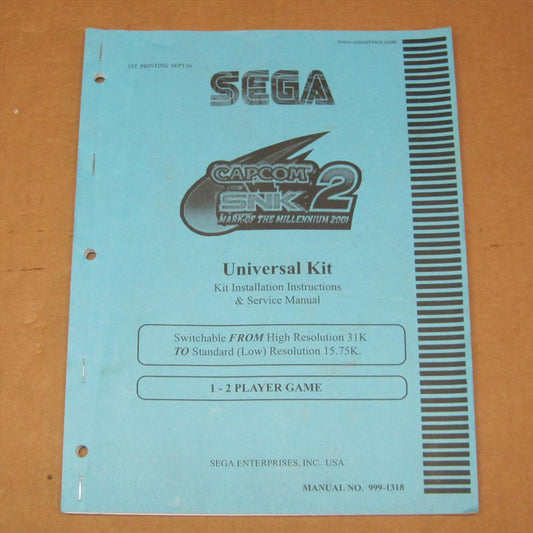 www.seaservice.com
1ST PRINTING SEPT 01
SEGA
CAPCOM
VS
SNK 2
MARK OF THE MILLENNIUM 2001
Universal Kit
Kit Installation Instructions
& Service Manual
Switchable FROM High Resolution 31K
TO Standard (Low) Resolution 15.75K.
1 - 2 PLAYER GAME
SEGA ENTERPRISES, INC. USA
MANUAL NO. 999-1318